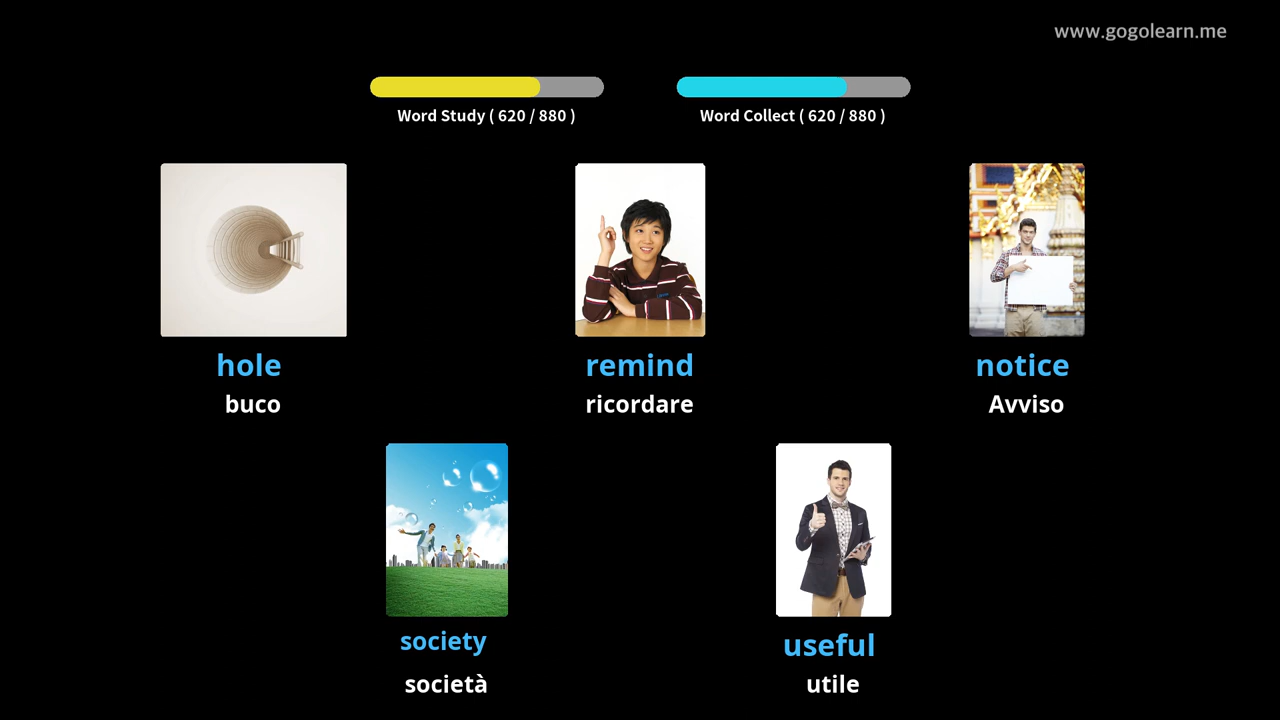 www.gogolearn.me
Word Study ( 620 / 880 )
Word Collect ( 620 / 880 )
hole
buco
remind
ricordare
notice
Avviso
society
società
useful
utile